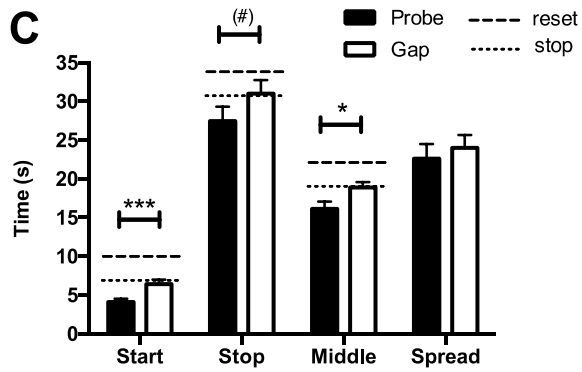 C
Probe
Gap
reset
stop
Time (s)
35
30
25
20
15
10
5
0
***
(#)
*
Start Stop Middle Spread